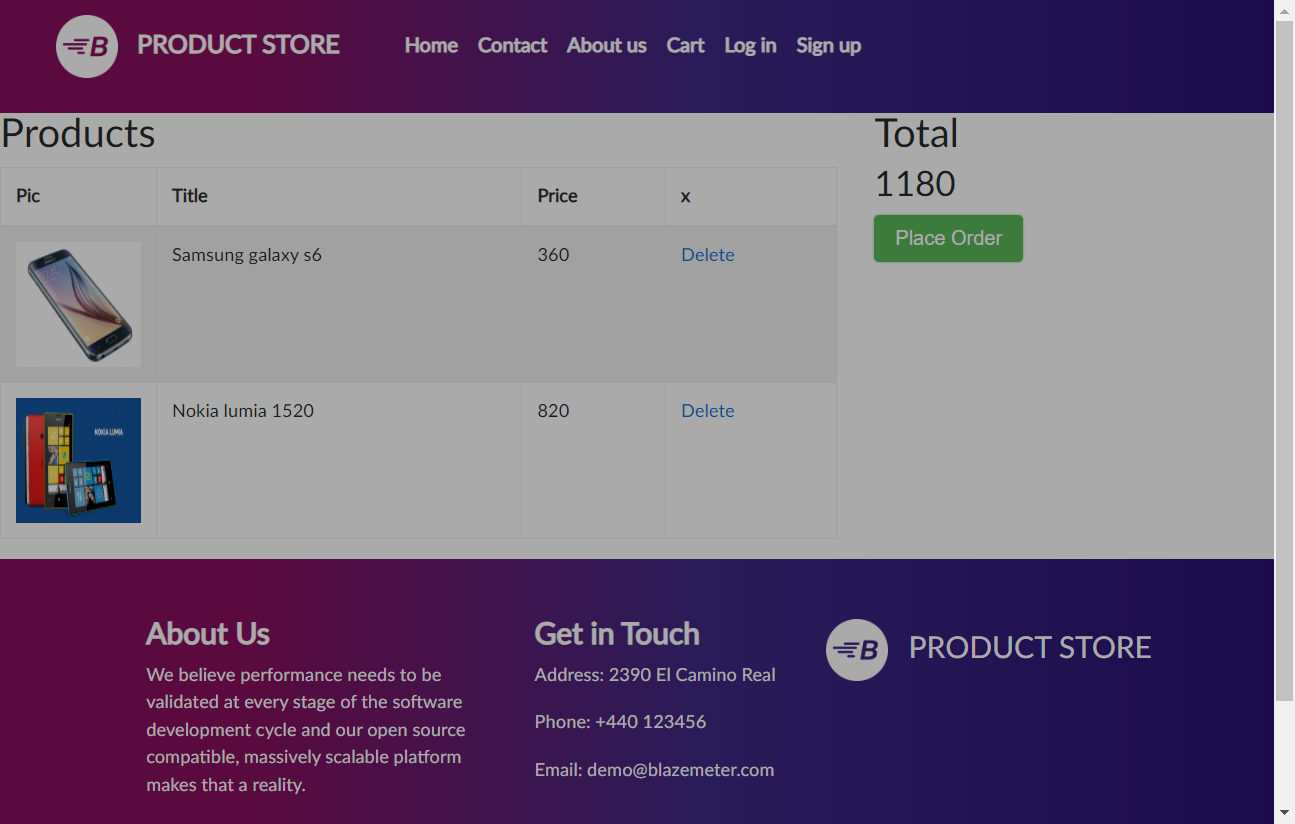 B PRODUCT STORE Home Contact About us Cart Log in Sign up
Products
Total
1180
Place Order
Pic Title Price x
Samsung galaxy s6 360 Delete
NOKIA LUMIA
Nokia lumia 1520 820 Delete
About Us
We believe performance needs to be
validated at every stage of the software
development cycle and our open source
compatible, massively scalable platform
makes that a reality.
Get in Touch
Address: 2390 El Camino Real
Phone: +440 123456
Email: demo@blazemeter.com
B PRODUCT STORE